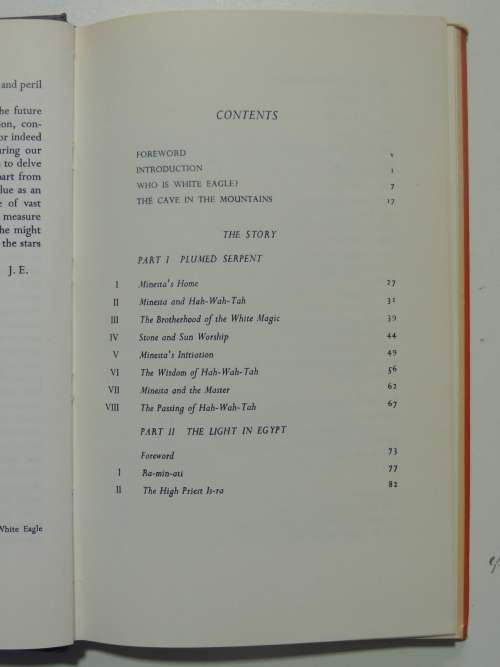 and peril
he future
ion, con-
or indeed
uring our
to delve
part from
lue as an
e of vast
measure
he might
the stars
J. E.
White Eagle
CONTENTS
FOREWORD v
INTRODUCTION 1
WHO IS WHITE EAGLE? 7
THE CAVE IN THE MOUNTAINS 17
THE STORY
PART I PLUMED SERPENT
I Minesta's Home 27
II Minesta and Hah-Wah-Tah 32
III The Brotherhood of the White Magic 39
IV Stone and Sun Worship 44
V Minesta's Initiation 49
VI The Wisdom of Hah-Wah-Tah 56
VII Minesta and the Master 62
VIII The Passing of Hah-Wah-Tah 67
PART II THE LIGHT IN EGYPT
Foreword 73
I Ra-min-ati 77
II The High Priest Is-ra 82